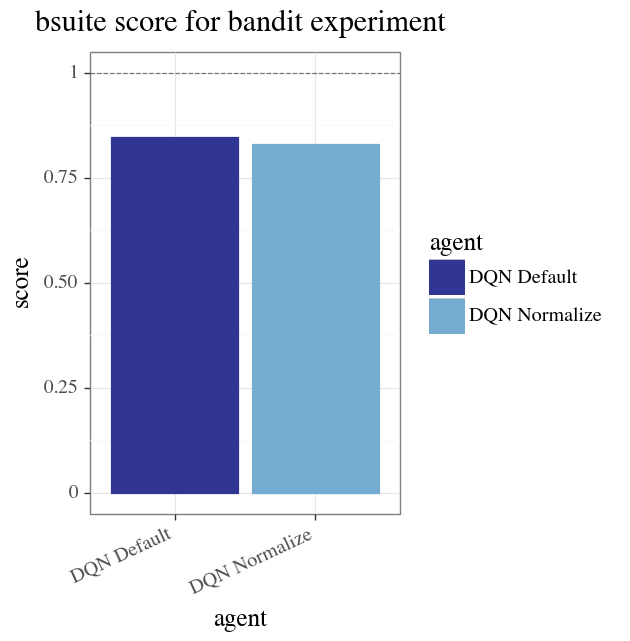 bsuite score for bandit experiment
1
0.75
0.50
0.25
0
score
DQN Default
DQN Normalize
agent
agent
DQN Default
DQN Normalize